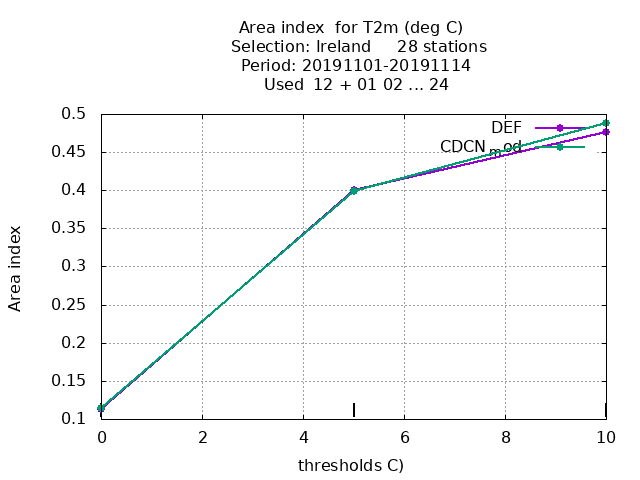 Area index  for T2m (deg C)
Selection: Ireland     28 stations
Period: 20191101-20191114
Used  12 + 01 02 ... 24
DEF
CDCN_mod
0.5
0.45
0.4
0.35
0.3
0.25
0.2
0.15
0.1
Area index
0 2 4 6 8 10
thresholds C)